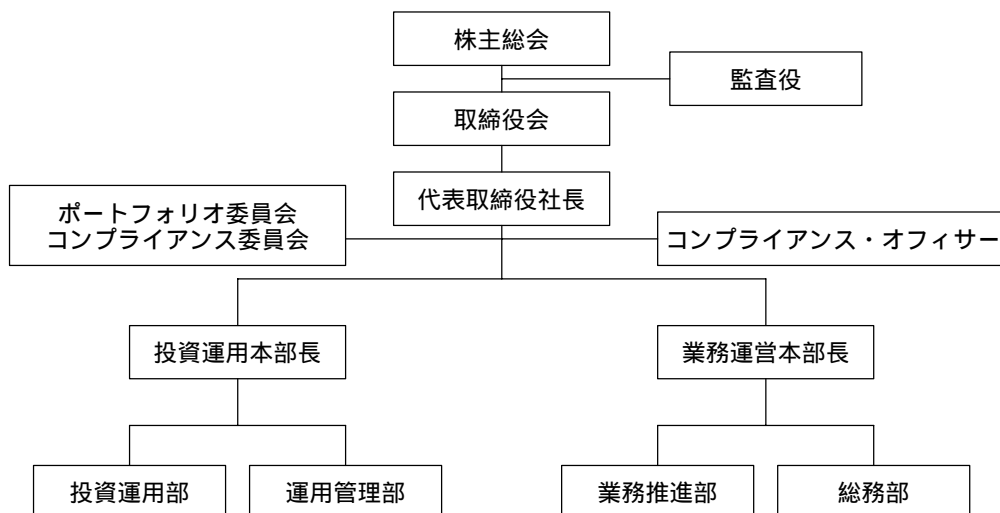 株主総会
監査役
取締役会
代表取締役社長
ポートフォリオ委員会
コンプライアンス委員会
コンプライアンス・オフィサー
投資運用本部長
業務運営本部長
投資運用部
運用管理部
業務推進部
総務部